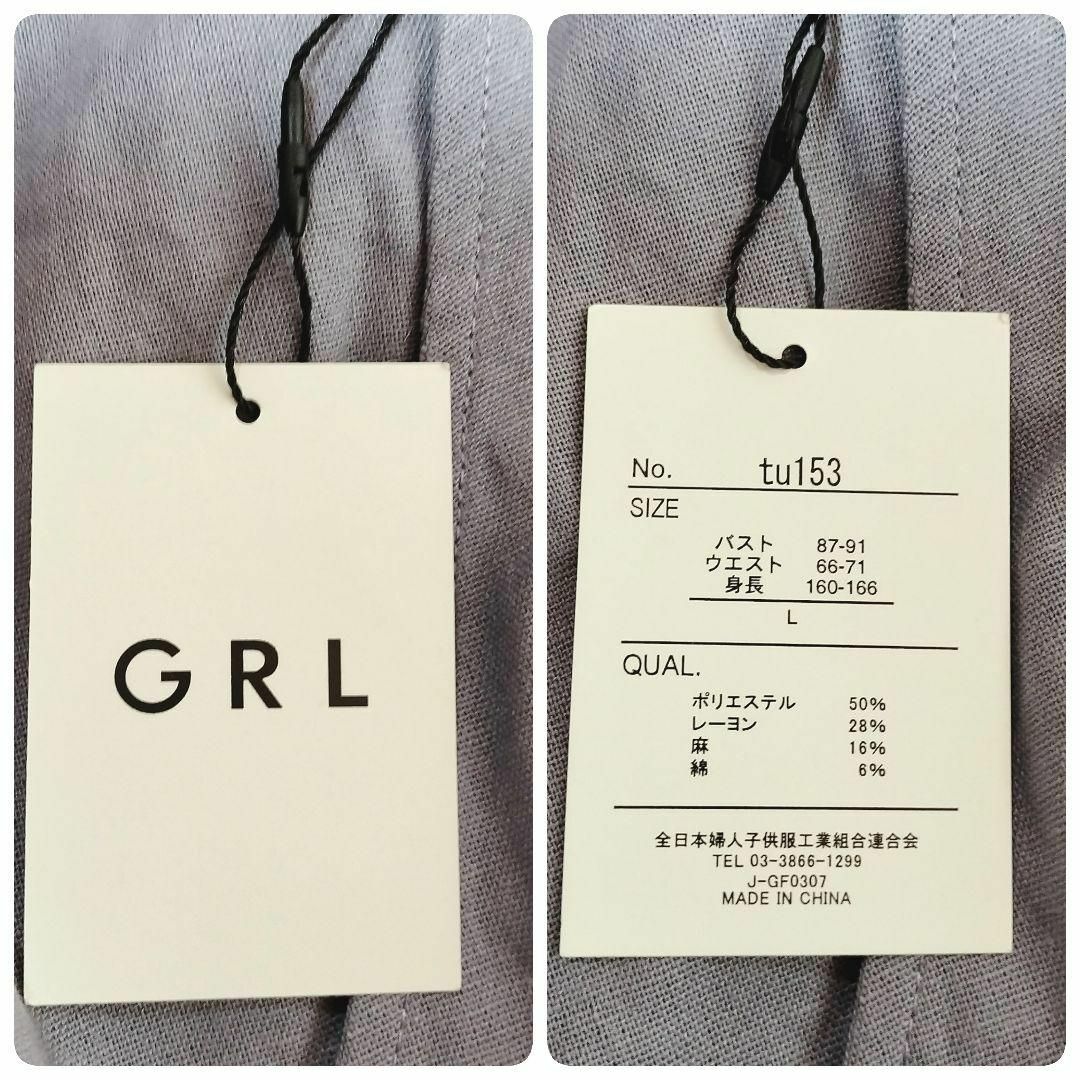 GRL
No. tu153
SIZE
バスト 87-91
ウエスト 66-71
身長 160-166
L
QUAL.
ポリエステル 50%
レーヨン 28%
麻 16%
綿 6%
全日本婦人子供服工業組合連合会
TEL 03-3866-1299
J-GF0307
MADE IN CHINA